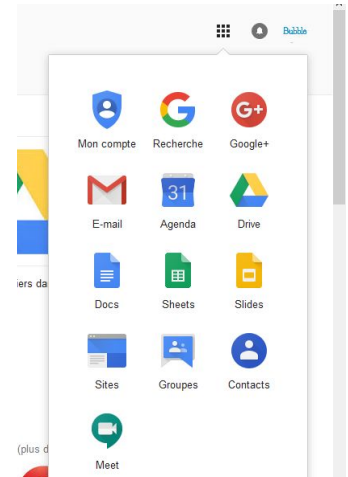 Bubble
Mon compte Recherche Google+
G+
E-mail Agenda Drive
31
iers da
Docs Sheets Slides
Sites Groupes Contacts
(plus d
Meet